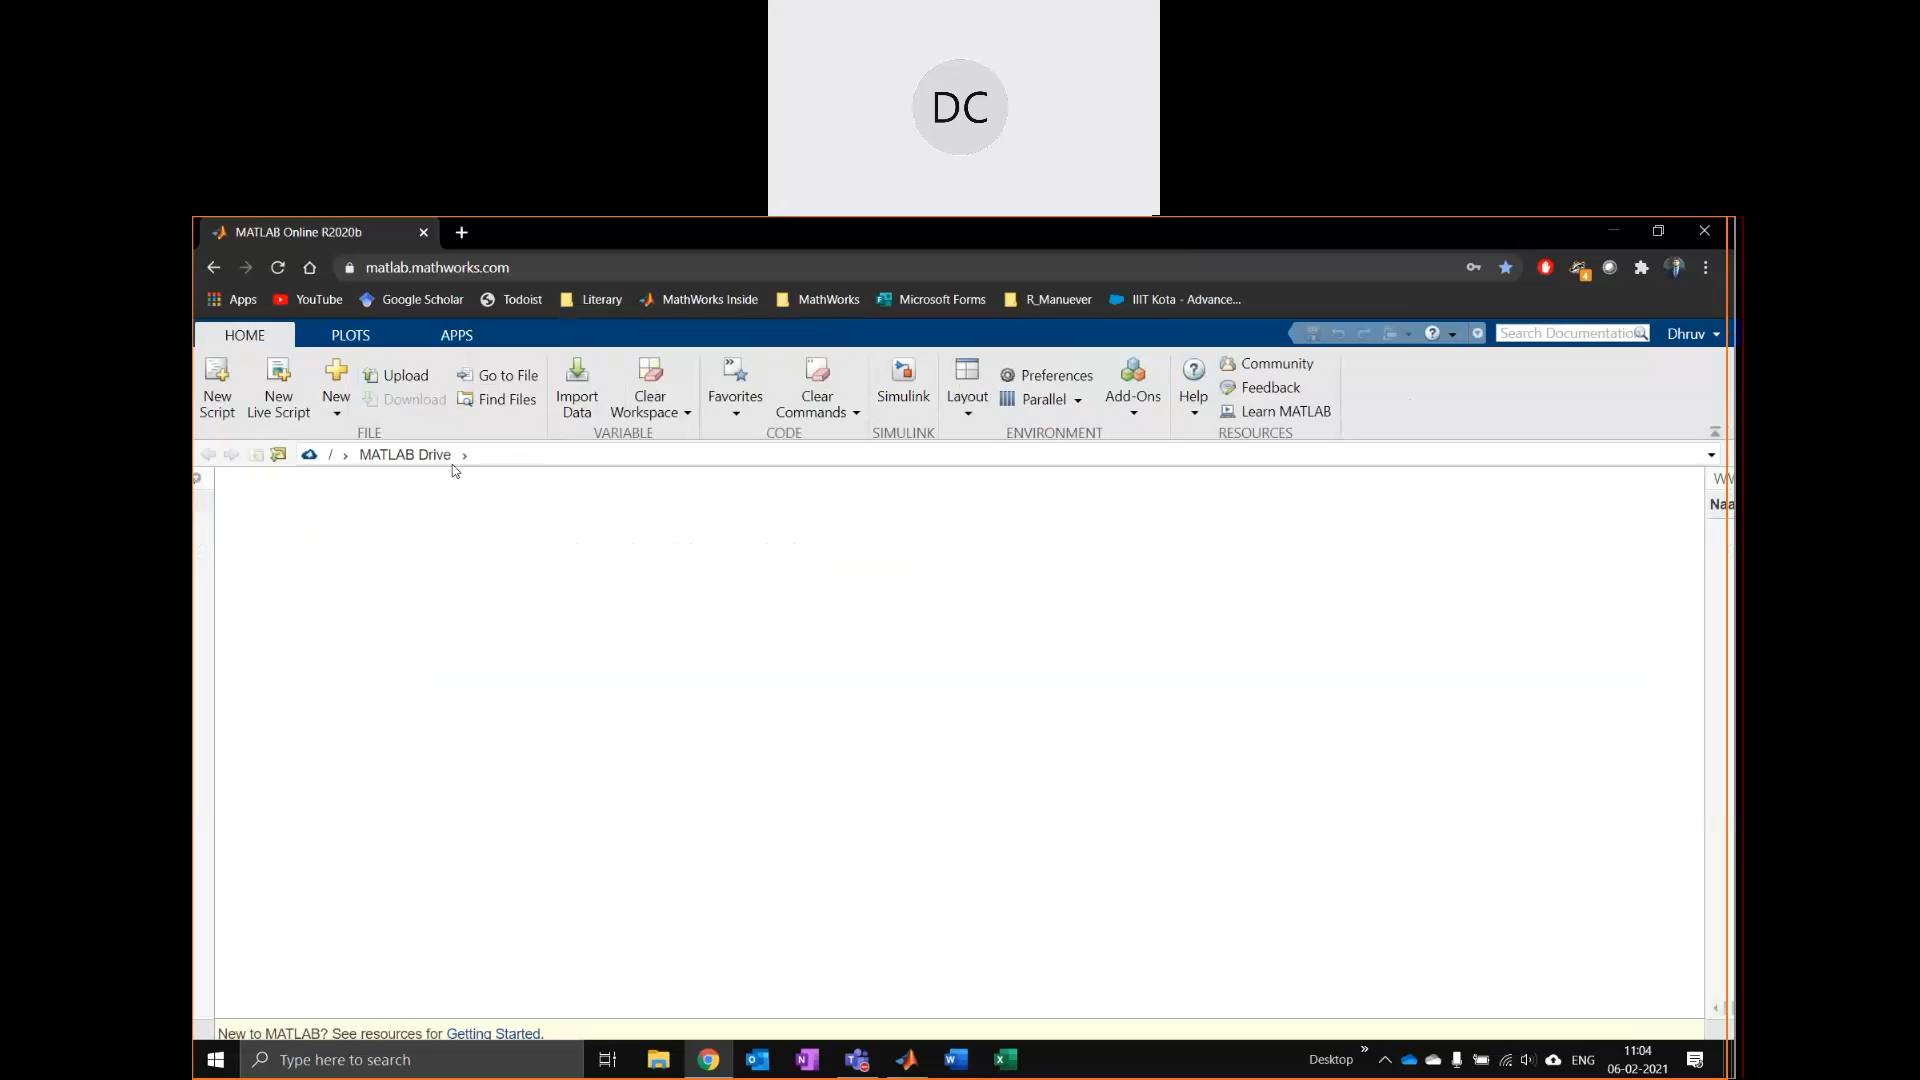 DC
MATLAB Online R2020b
matlab.mathworks.com
4
Apps YouTube Google Scholar Todoist Literary MathWorks Inside MathWorks Microsoft Forms R_Manuever IIIT Kota - Advance...
HOME PLOTS APPS Search Documentation Dhruv
New Script
New Live Script
New
Upload
Download
Go to File
Find Files
FILE
Import Data
Clear Workspace
VARIABLE
Favorites
Clear Commands
CODE
Simulink
SIMULINK
Layout
Preferences
Parallel
Add-Ons
ENVIRONMENT
Help
Community
Feedback
Learn MATLAB
RESOURCES
/ › MATLAB Drive ›
New to MATLAB? See resources for Getting Started.
Type here to search
Desktop
ENG
11:04
06-02-2021